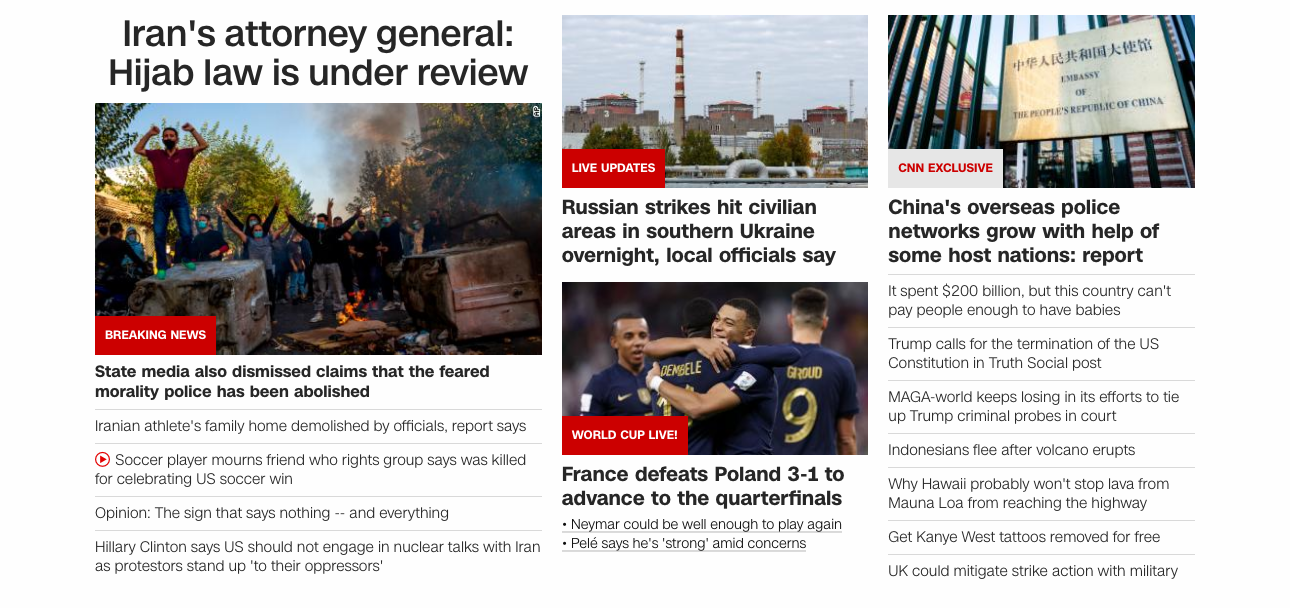 Iran's attorney general:
Hijab law is under review
AP
BREAKING NEWS
State media also dismissed claims that the feared
morality police has been abolished
Iranian athlete's family home demolished by officials, report says
Soccer player mourns friend who rights group says was killed
for celebrating US soccer win
Opinion: The sign that says nothing -- and everything
Hillary Clinton says US should not engage in nuclear talks with Iran
as protestors stand up 'to their oppressors'
3
LIVE UPDATES
Russian strikes hit civilian
areas in southern Ukraine
overnight, local officials say
DEMBELE
GIROUD
9
WORLD CUP LIVE!
France defeats Poland 3-1 to
advance to the quarterfinals
• Neymar could be well enough to play again
• Pelé says he's 'strong' amid concerns
中华人民共和国大使馆
EMBASSY
OF
THE PEOPLE'S REPUBLIC OF CHINA
CNN EXCLUSIVE
China's overseas police
networks grow with help of
some host nations: report
It spent $200 billion, but this country can't
pay people enough to have babies
Trump calls for the termination of the US
Constitution in Truth Social post
MAGA-world keeps losing in its efforts to tie
up Trump criminal probes in court
Indonesians flee after volcano erupts
Why Hawaii probably won't stop lava from
Mauna Loa from reaching the highway
Get Kanye West tattoos removed for free
UK could mitigate strike action with military